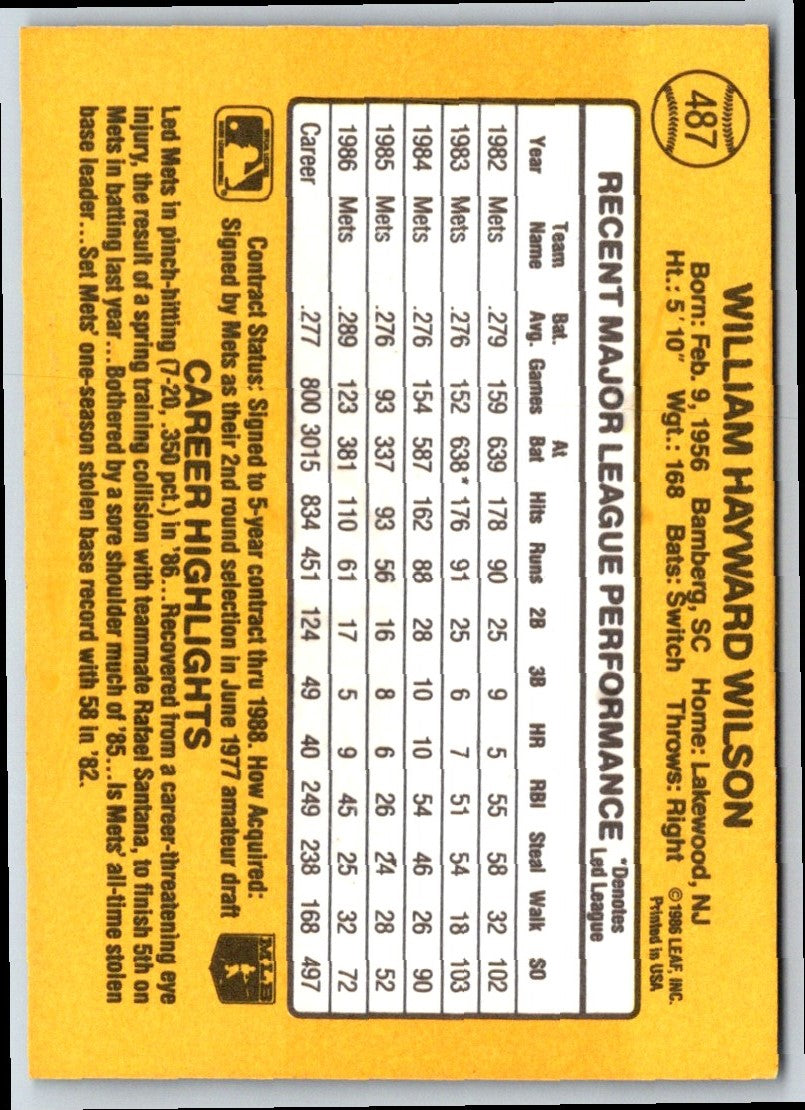 487
WILLIAM HAYWARD WILSON
Born: Feb. 9, 1956 Bamberg, SC Home: Lakewood, NJ
Ht.: 5'10" Wgt.: 168 Bats: Switch Throws: Right
©1986 LEAF, INC.
Printed in USA
RECENT MAJOR LEAGUE PERFORMANCE
*Denotes
Led League
Year Team Name Bat. Avg. Games At Bat Hits Runs 2B 3B HR RBI Steal Walk SO
1982 Mets .279 159 639 178 90 25 9 5 55 58 32 102
1983 Mets .276 152 638* 176 91 25 6 7 51 54 18 103
1984 Mets .276 154 587 162 88 28 10 10 54 46 26 90
1985 Mets .276 93 337 93 56 16 8 6 26 24 28 52
1986 Mets .289 123 381 110 61 17 5 9 45 25 32 72
Career .277 800 3015 834 451 124 49 40 249 238 168 497
Contract Status: Signed to 5-year contract thru 1988. How Acquired:
Signed by Mets as their 2nd round selection in June 1977 amateur draft
MLB
CAREER HIGHLIGHTS
Led Mets in pinch-hitting (7-20, .350 pct.) in '86...Recovered from a career-threatening eye
injury, the result of a spring training collision with teammate Rafael Santana, to finish 5th on
Mets in batting last year...Bothered by a sore shoulder much of '85...Is Mets' all-time stolen
base leader...Set Mets' one-season stolen base record with 58 in '82.